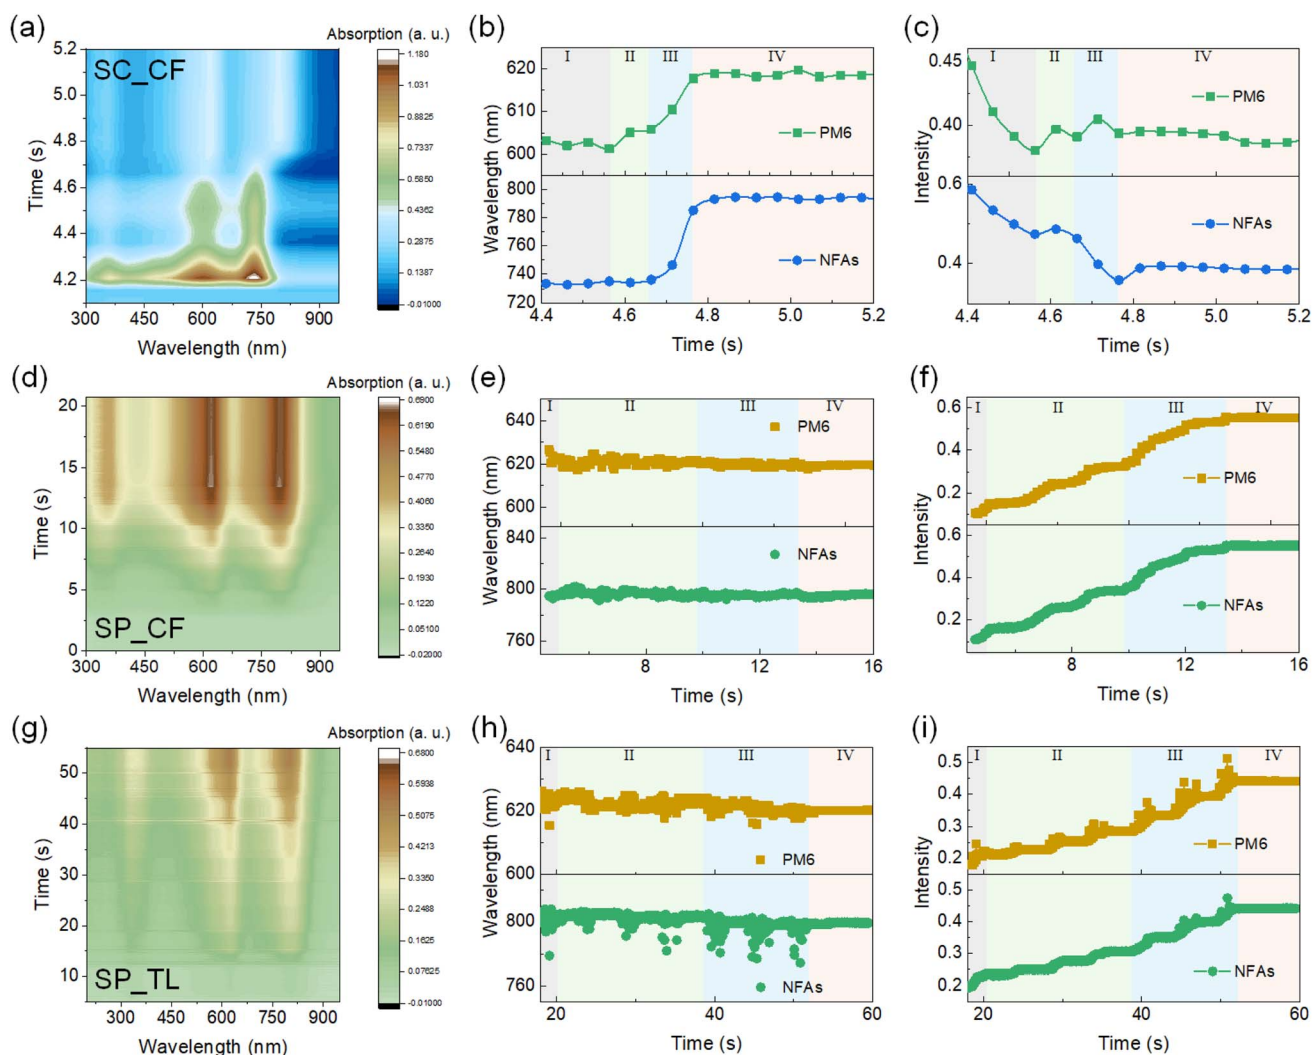 (a)
Absorption (a. u.)
SC_CF
5.2
5.0
4.8
4.6
4.4
4.2
Time (s)
300 450 600 750 900
Wavelength (nm)
1.180
1.031
0.8838
0.7337
0.5850
0.4362
0.2875
0.1387
-0.01000
(b)
I II III IV
620
610
600
PM6
800
780
760
740
720
NFAs
Wavelength (nm)
4.4 4.6 4.8 5.0 5.2
Time (s)
(c)
I II III IV
0.45
0.40
PM6
0.6
0.4
NFAs
Intensity
4.4 4.6 4.8 5.0 5.2
Time (s)
(d)
Absorption (a. u.)
20
15
10
5
0
Time (s)
SP_CF
300 450 600 750 900
Wavelength (nm)
0.6900
0.6190
0.5480
0.4770
0.4060
0.3350
0.2640
0.1930
0.1220
0.05100
-0.02000
(e)
I II III IV
640
620
600
PM6
840
800
760
NFAs
Wavelength (nm)
8 12 16
Time (s)
(f)
I II III IV
0.6
0.4
0.2
PM6
0.6
0.4
0.2
NFAs
Intensity
8 12 16
Time (s)
(g)
Absorption (a. u.)
50
40
30
20
10
Time (s)
SP_TL
300 450 600 750 900
Wavelength (nm)
0.6800
0.5938
0.5075
0.4213
0.3350
0.2488
0.1625
0.07625
-0.01000
(h)
I II III IV
640
620
600
PM6
800
760
NFAs
Wavelength (nm)
20 40 60
Time (s)
(i)
I II III IV
0.5
0.4
0.3
0.2
PM6
0.5
0.4
0.3
0.2
NFAs
Intensity
20 30 40 50 60
Time (s)